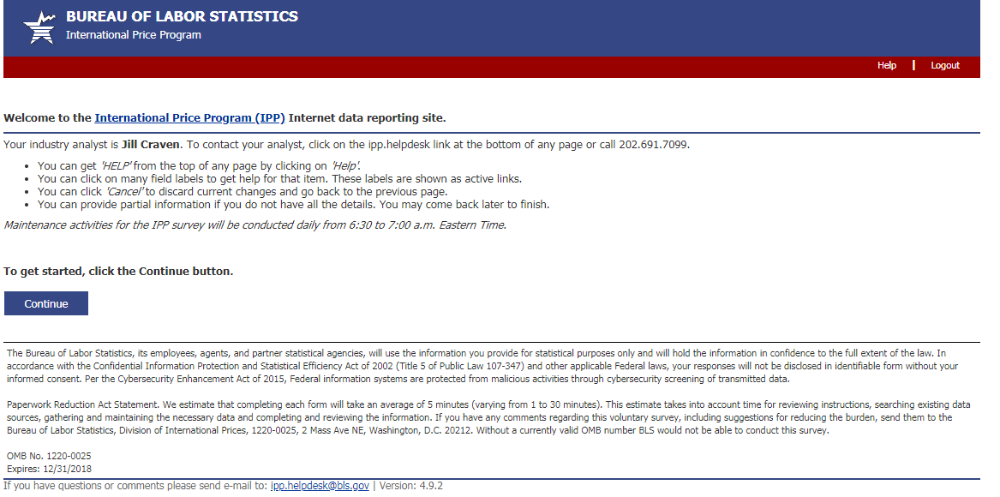 BUREAU OF LABOR STATISTICS
International Price Program
Help | Logout
Welcome to the International Price Program (IPP) Internet data reporting site.
Your industry analyst is Jill Craven. To contact your analyst, click on the ipp.helpdesk link at the bottom of any page or call 202.691.7099.
• You can get 'HELP' from the top of any page by clicking on 'Help'.
• You can click on many field labels to get help for that item. These labels are shown as active links.
• You can click 'Cancel' to discard current changes and go back to the previous page.
• You can provide partial information if you do not have all the details. You may come back later to finish.
Maintenance activities for the IPP survey will be conducted daily from 6:30 to 7:00 a.m. Eastern Time.
To get started, click the Continue button.
Continue
The Bureau of Labor Statistics, its employees, agents, and partner statistical agencies, will use the information you provide for statistical purposes only and will hold the information in confidence to the full extent of the law. In
accordance with the Confidential Information Protection and Statistical Efficiency Act of 2002 (Title 5 of Public Law 107-347) and other applicable Federal laws, your responses will not be disclosed in identifiable form without your
informed consent. Per the Cybersecurity Enhancement Act of 2015, Federal information systems are protected from malicious activities through cybersecurity screening of transmitted data.
Paperwork Reduction Act Statement. We estimate that completing each form will take an average of 5 minutes (varying from 1 to 30 minutes). This estimate takes into account time for reviewing instructions, searching existing data
sources, gathering and maintaining the necessary data and completing and reviewing the information. If you have any comments regarding this voluntary survey, including suggestions for reducing the burden, send them to the
Bureau of Labor Statistics, Division of International Prices, 1220-0025, 2 Mass Ave NE, Washington, D.C. 20212. Without a currently valid OMB number BLS would not be able to conduct this survey.
OMB No. 1220-0025
Expires: 12/31/2018
If you have questions or comments please send e-mail to: ipp.helpdesk@bls.gov | Version: 4.9.2